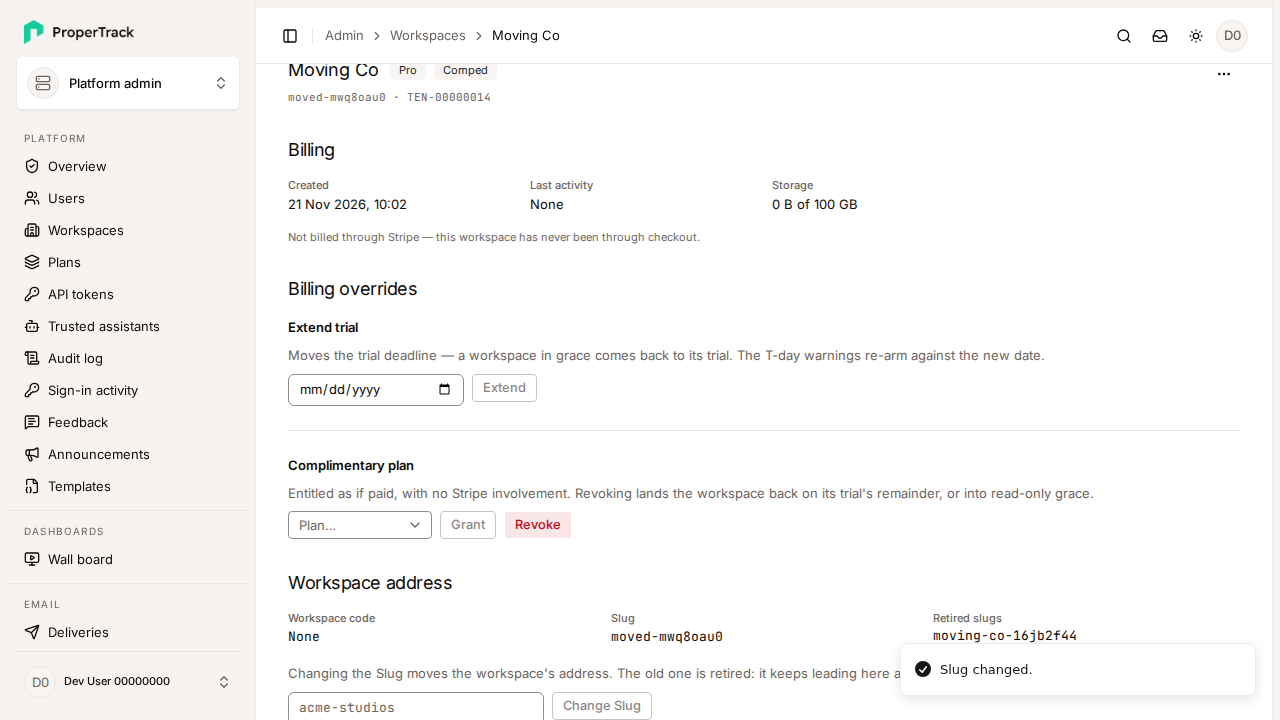 ProperTrack
Platform admin
PLATFORM
Overview
Users
Workspaces
Plans
API tokens
Trusted assistants
Audit log
Sign-in activity
Feedback
Announcements
Templates
DASHBOARDS
Wall board
EMAIL
Deliveries
D0
Dev User 00000000
Admin
Workspaces
Moving Co
D0
Moving Co
Pro
Comped
moved-mwq8oau0 · TEN-00000014
Billing
Created
Last activity
Storage
21 Nov 2026, 10:02
None
0 B of 100 GB
Not billed through Stripe — this workspace has never been through checkout.
Billing overrides
Extend trial
Moves the trial deadline — a workspace in grace comes back to its trial. The T-day warnings re-arm against the new date.
mm/dd/yyyy
Extend
Complimentary plan
Entitled as if paid, with no Stripe involvement. Revoking lands the workspace back on its trial's remainder, or into read-only grace.
Plan...
Grant
Revoke
Workspace address
Workspace code
Slug
Retired slugs
None
moved-mwq8oau0
moving-co-16jb2f44
Changing the Slug moves the workspace's address. The old one is retired: it keeps leading here a
acme-studios
Change Slug
Slug changed.